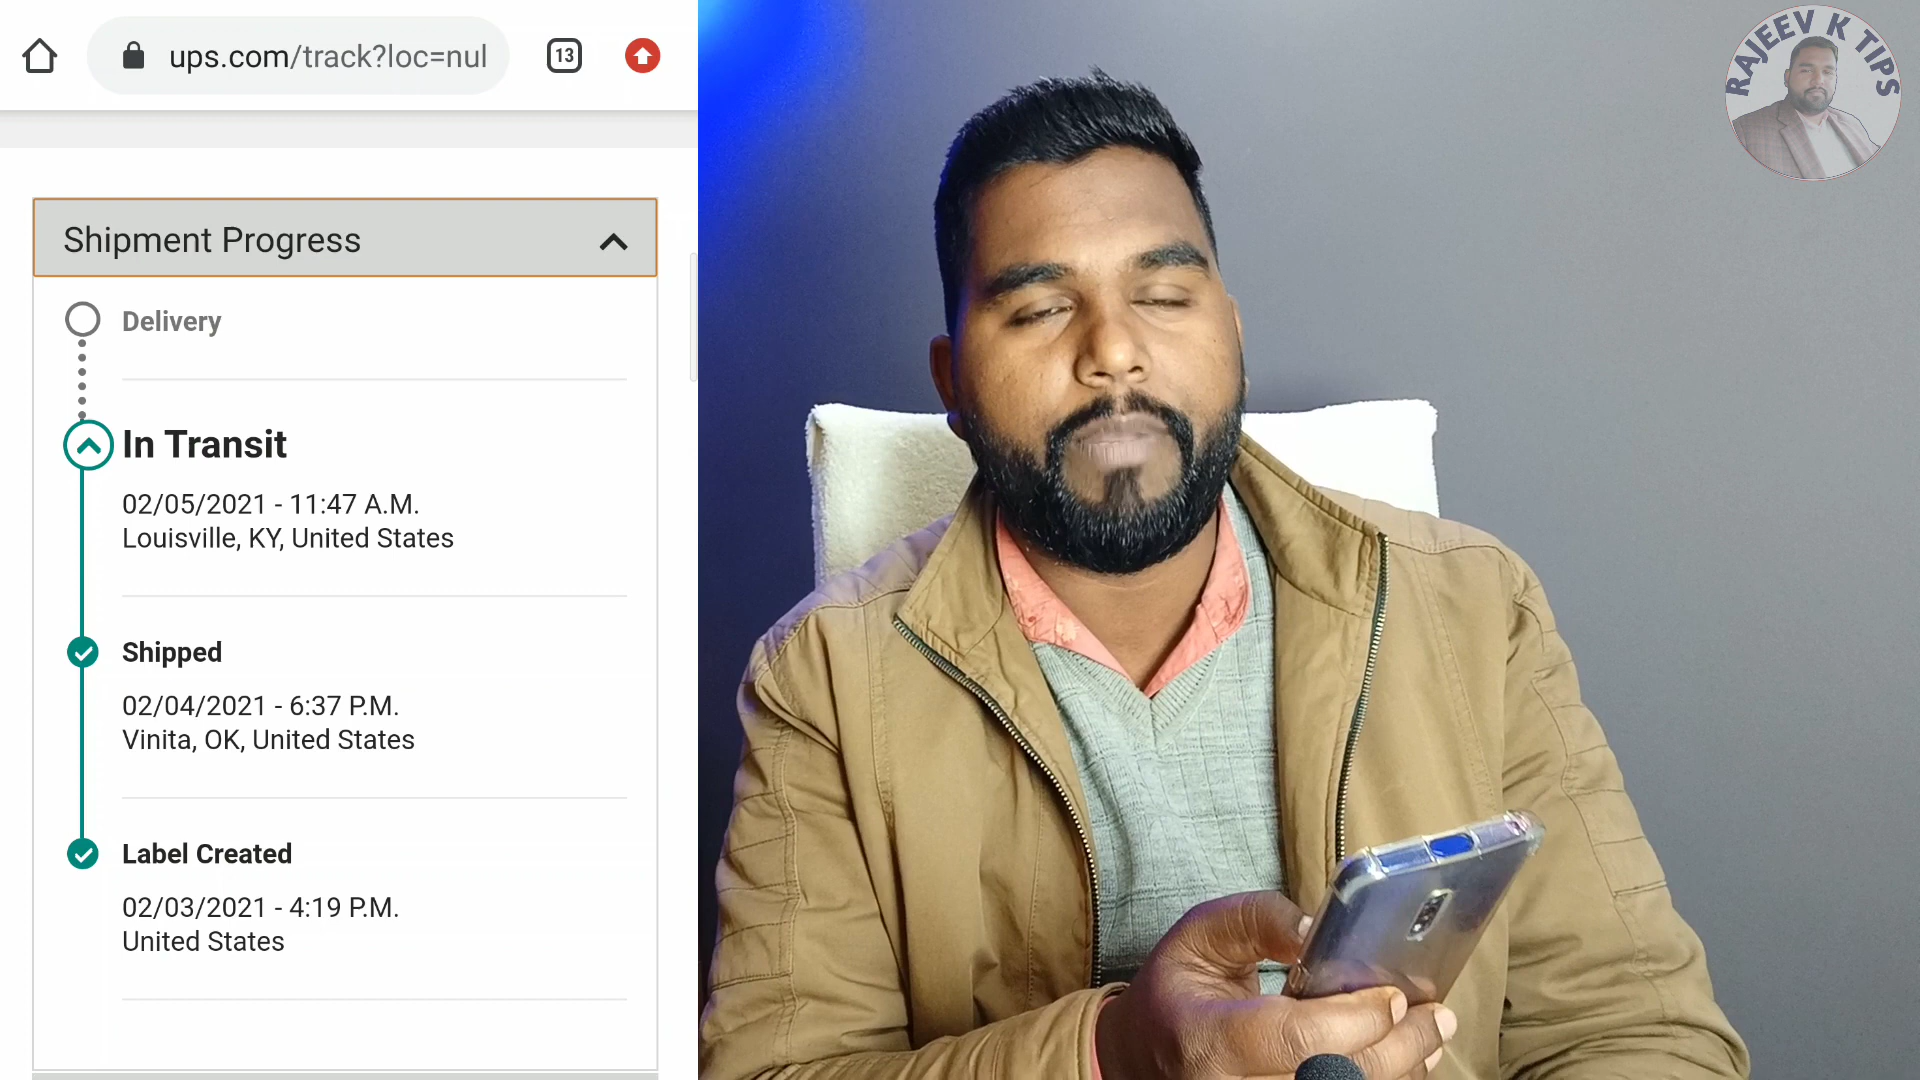 ups.com/track?loc=nul
13
RAJEEV K TIPS
Shipment Progress
Delivery
In Transit
02/05/2021 - 11:47 A.M.
Louisville, KY, United States
Shipped
02/04/2021 - 6:37 P.M.
Vinita, OK, United States
Label Created
02/03/2021 - 4:19 P.M.
United States